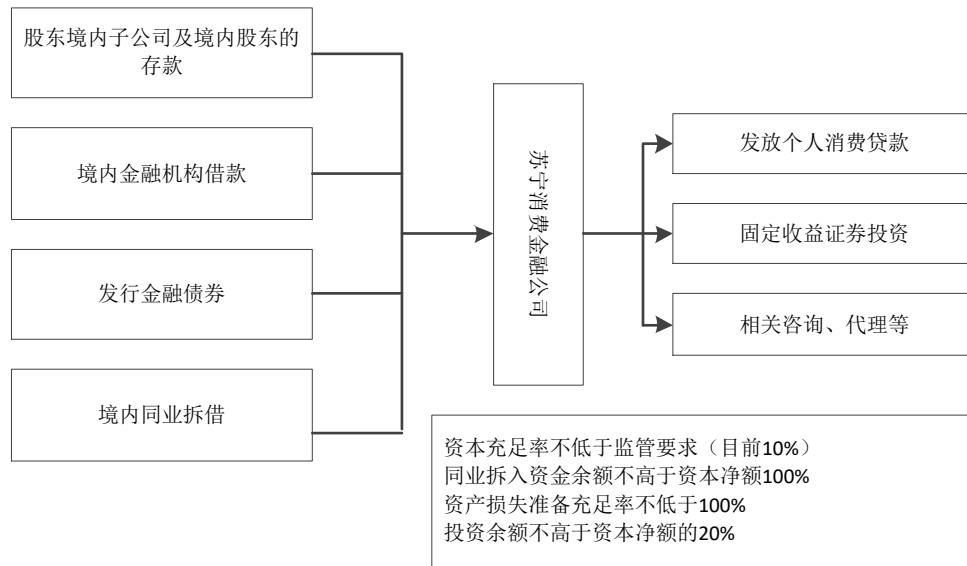 股东境内子公司及境内股东的
存款
境内金融机构借款
发行金融债券
境内同业拆借
苏宁消费金融公司
发放个人消费贷款
固定收益证券投资
相关咨询、代理等
资本充足率不低于监管要求（目前10%）
同业拆入资金余额不高于资本净额100%
资产损失准备充足率不低于100%
投资余额不高于资本净额的20%